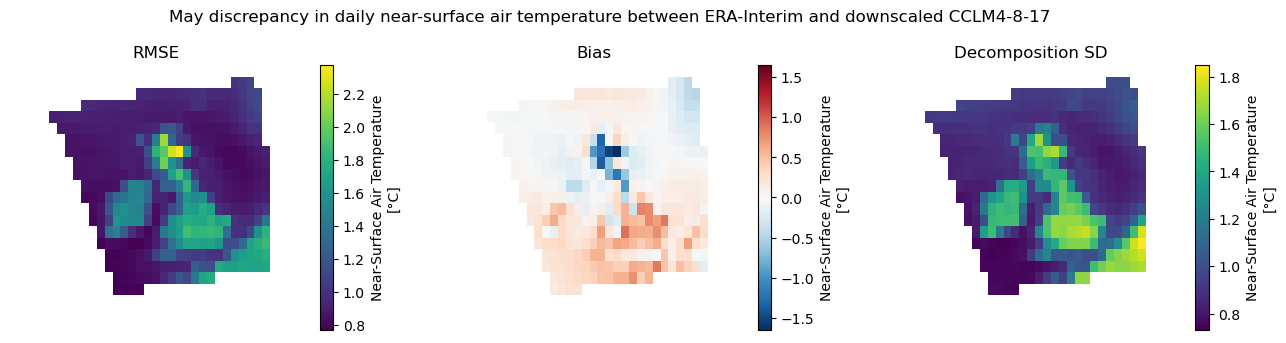 May discrepancy in daily near-surface air temperature between ERA-Interim and downscaled CCLM4-8-17
RMSE
2.2
2.0
1.8
1.6
1.4
1.2
1.0
0.8
Near-Surface Air Temperature
[°C]
Bias
1.5
1.0
0.5
0.0
−0.5
−1.0
−1.5
Near-Surface Air Temperature
[°C]
Decomposition SD
1.8
1.6
1.4
1.2
1.0
0.8
Near-Surface Air Temperature
[°C]